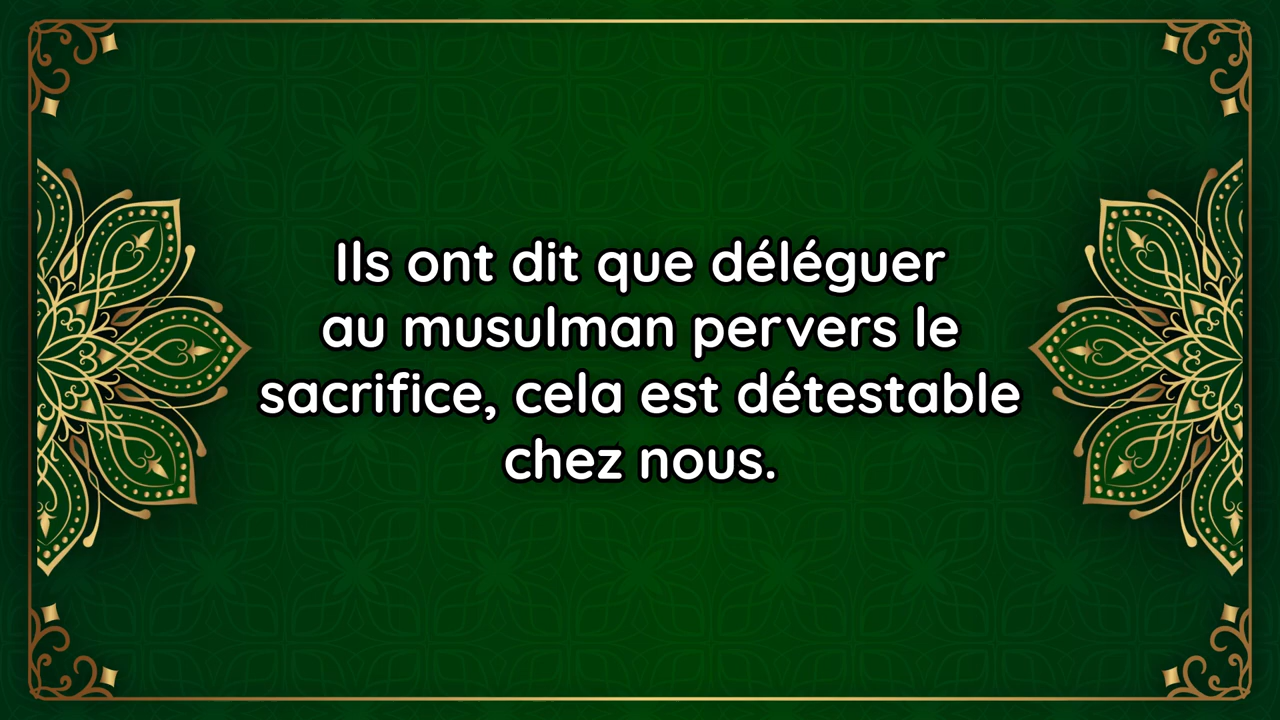 Ils ont dit que déléguer
au musulman pervers le
sacrifice, cela est détestable
chez nous.